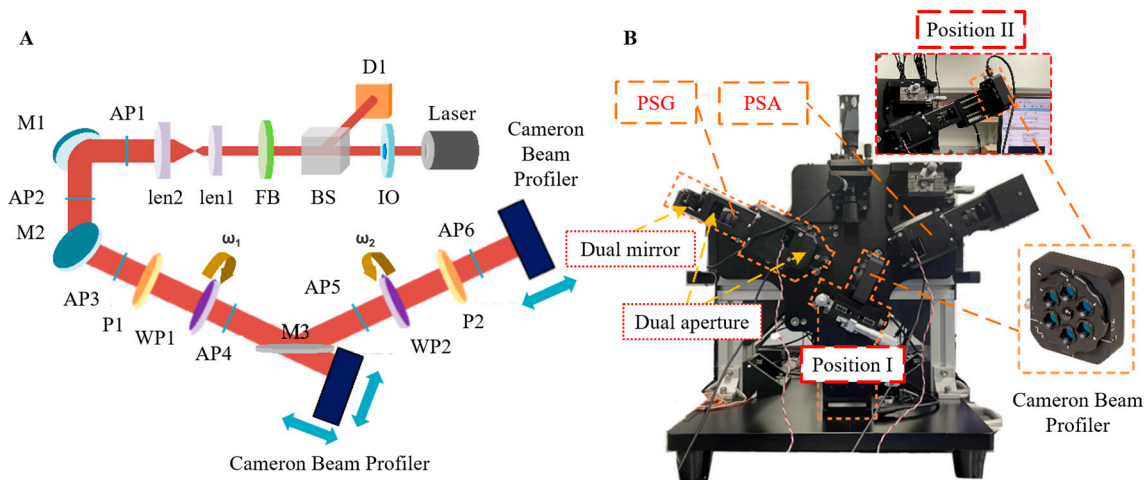 A
D1
Laser
M1
AP1
len2
len1
FB
BS
IO
Cameron
Beam
Profiler
AP2
M2
ω1
ω2
AP6
AP3
P1
WP1
AP4
AP5
M3
WP2
P2
Cameron Beam Profiler
B
Position II
PSG
PSA
Dual mirror
Dual aperture
Position I
Cameron Beam
Profiler